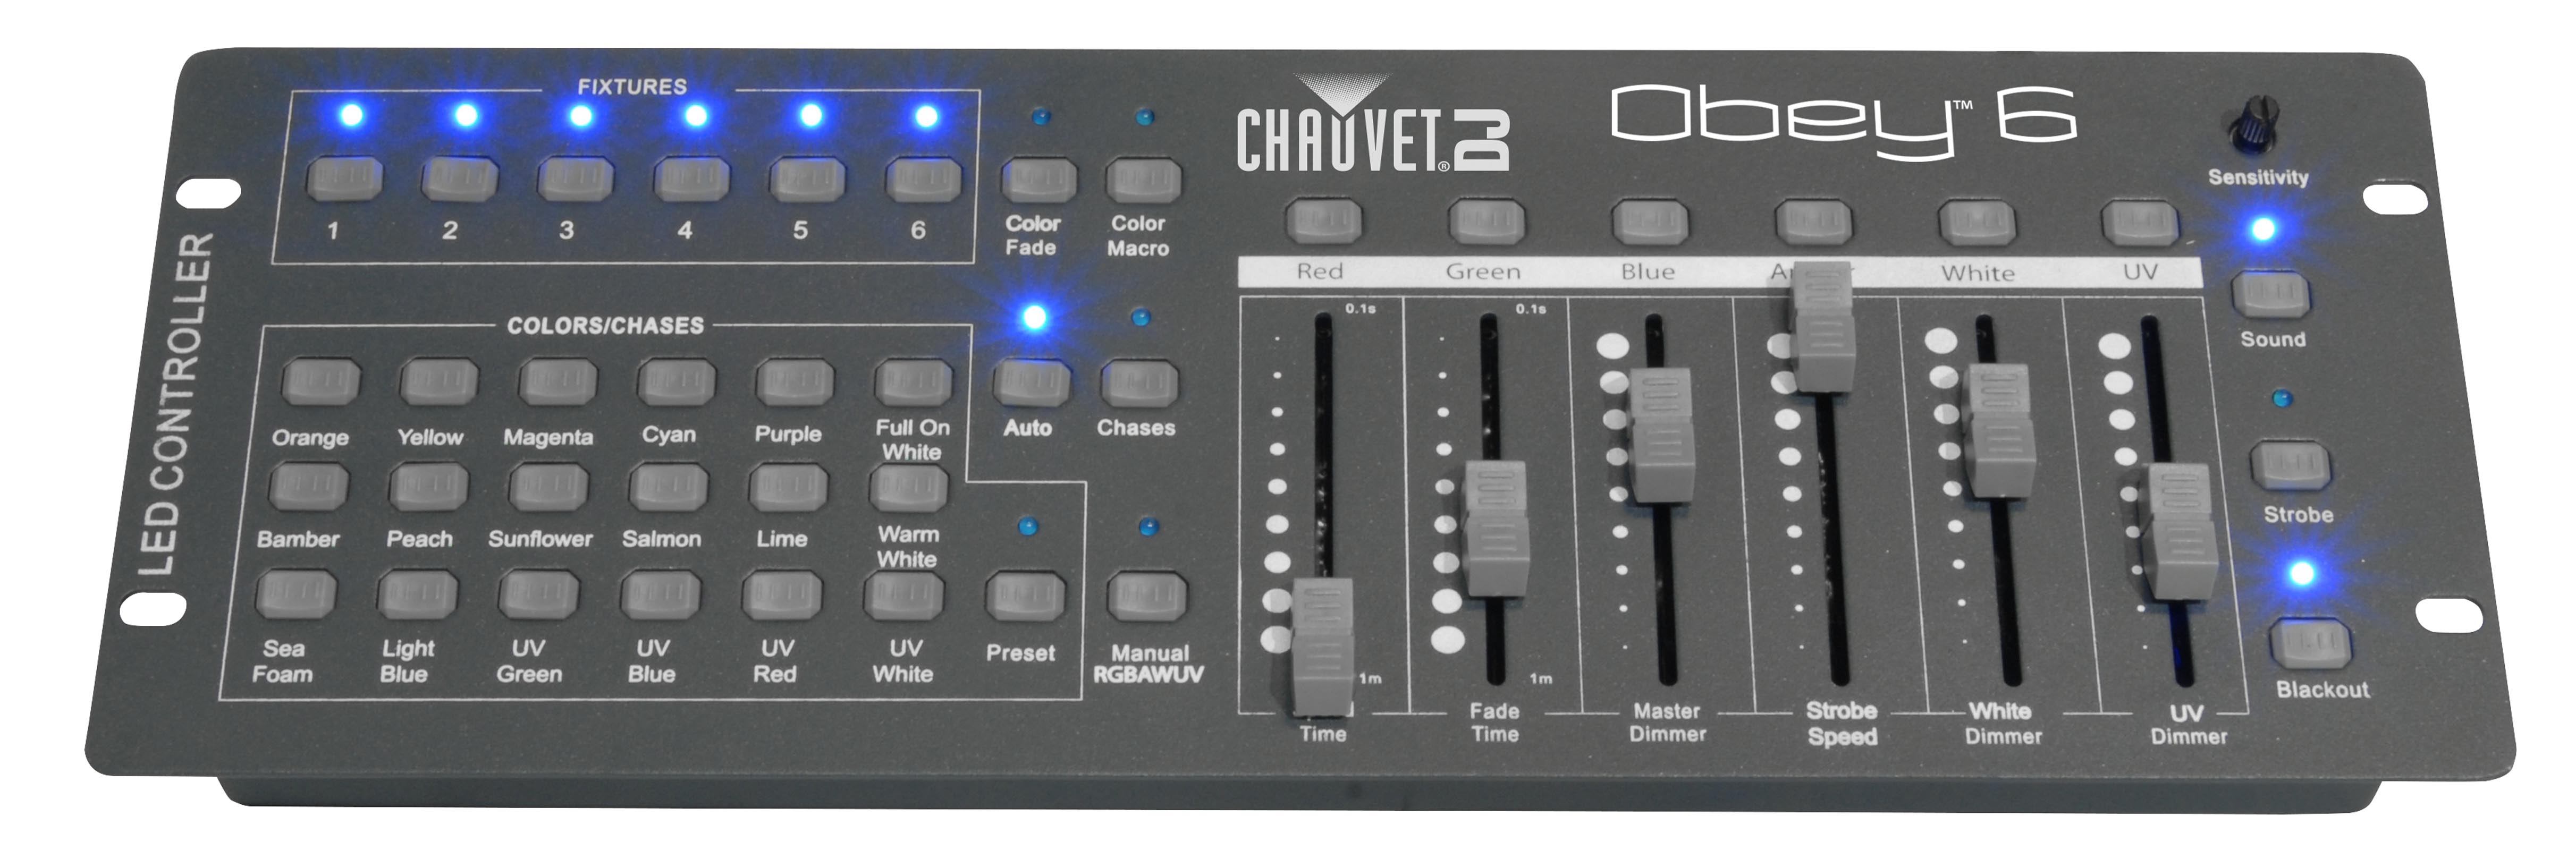 FIXTURES
1 2 3 4 5 6
Color
Fade
Color
Macro
LED CONTROLLER
COLORS/CHASES
Orange Yellow Magenta Cyan Purple Full On
White
Auto Chases
Bamber Peach Sunflower Salmon Lime Warm
White
Sea
Foam
Light
Blue
UV
Green
UV
Blue
UV
Red
UV
White
Preset
Manual
RGBAWUV
CHAUVET® DJ
Obey™ 6
Sensitivity
Red Green Blue White UV
0.1s 0.1s
1m 1m
Time
Fade
Time
Master
Dimmer
Strobe
Speed
White
Dimmer
UV
Dimmer
Sound
Strobe
Blackout